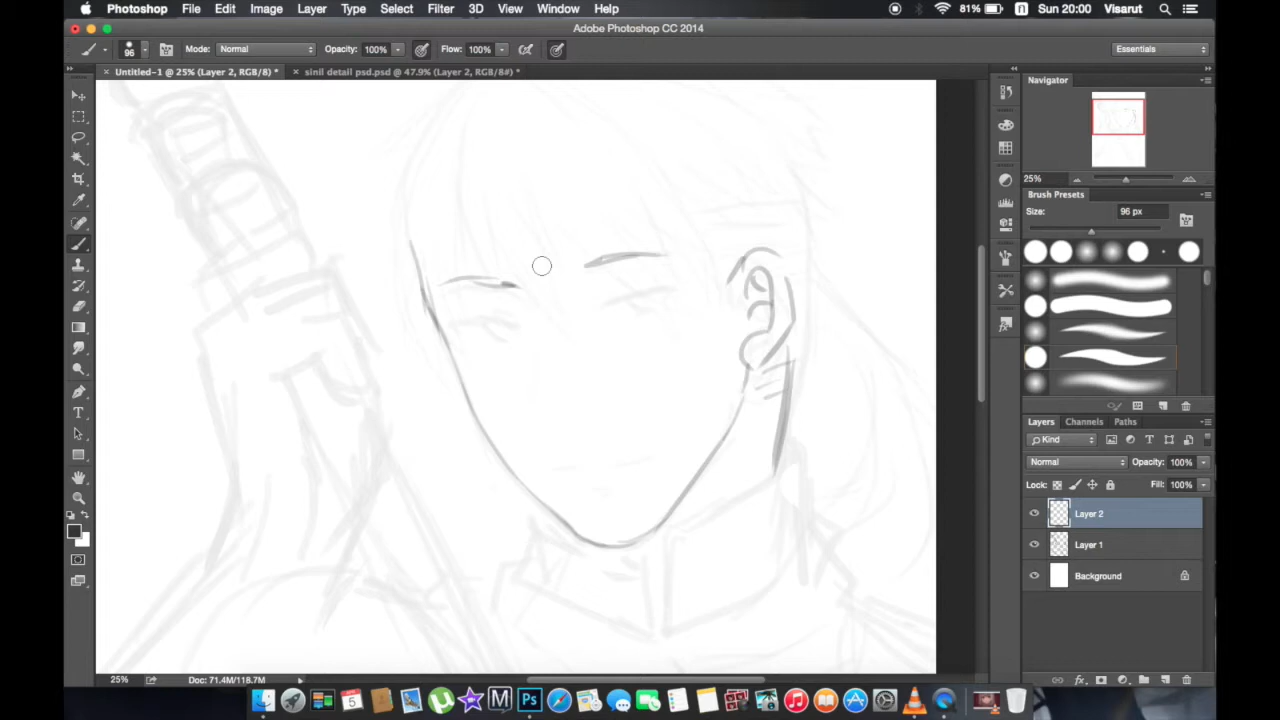 Photoshop File Edit Image Layer Type Select Filter 3D View Window Help 81% Sun 20:00 Visarut
Adobe Photoshop CC 2014
96 Mode: Normal Opacity: 100% Flow: 100% Essentials
× Untitled-1 @ 25% (Layer 2, RGB/8) * × sinil detail psd.psd @ 47.9% (Layer 2, RGB/8#) *
Navigator
25%
Brush Presets
Size: 96 px
Layers Channels Paths
Kind
Normal Opacity: 100%
Lock: Fill: 100%
Layer 2
Layer 1
Background
25% Doc: 71.4M/118.7M
5
Ps